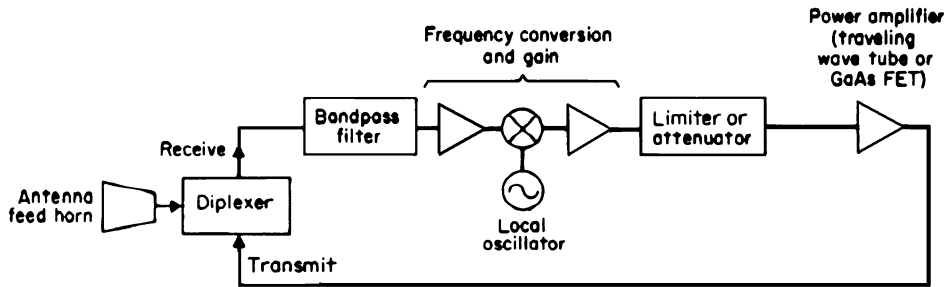 Power amplifier
(traveling
wave tube or
GaAs FET)
Frequency conversion
and gain
Bandpass
filter
Limiter or
attenuator
Receive
Antenna
feed horn
Diplexer
Local
oscillator
Transmit